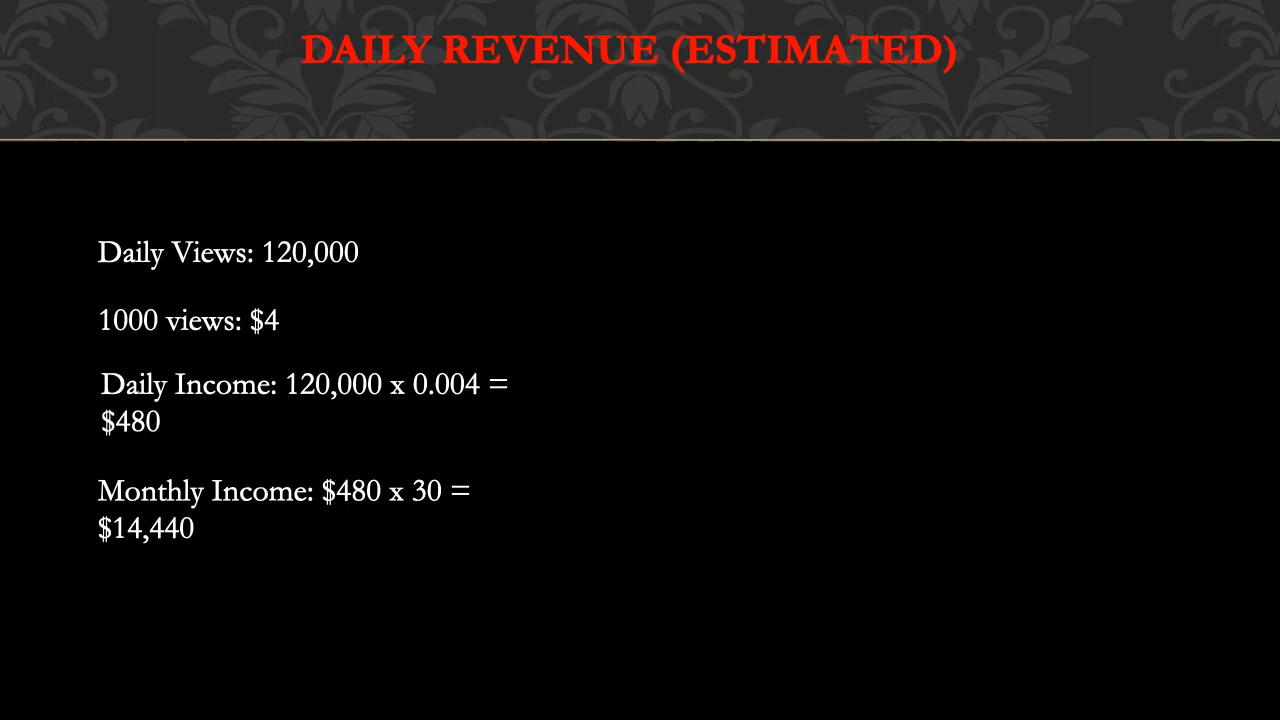 DAILY REVENUE (ESTIMATED)
Daily Views: 120,000
1000 views: $4
Daily Income: 120,000 x 0.004 =
$480
Monthly Income: $480 x 30 =
$14,440